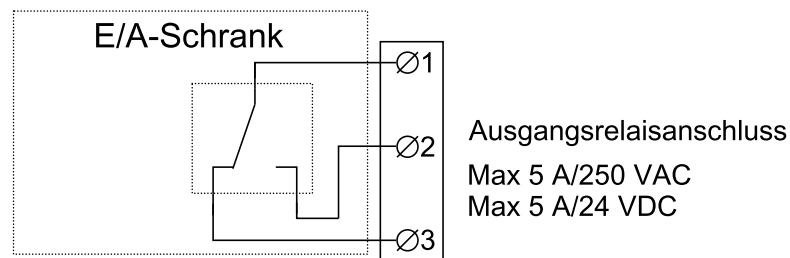 E/A-Schrank
1
2
Ausgangsrelaisanschluss
Max 5 A/250 VAC
Max 5 A/24 VDC
3